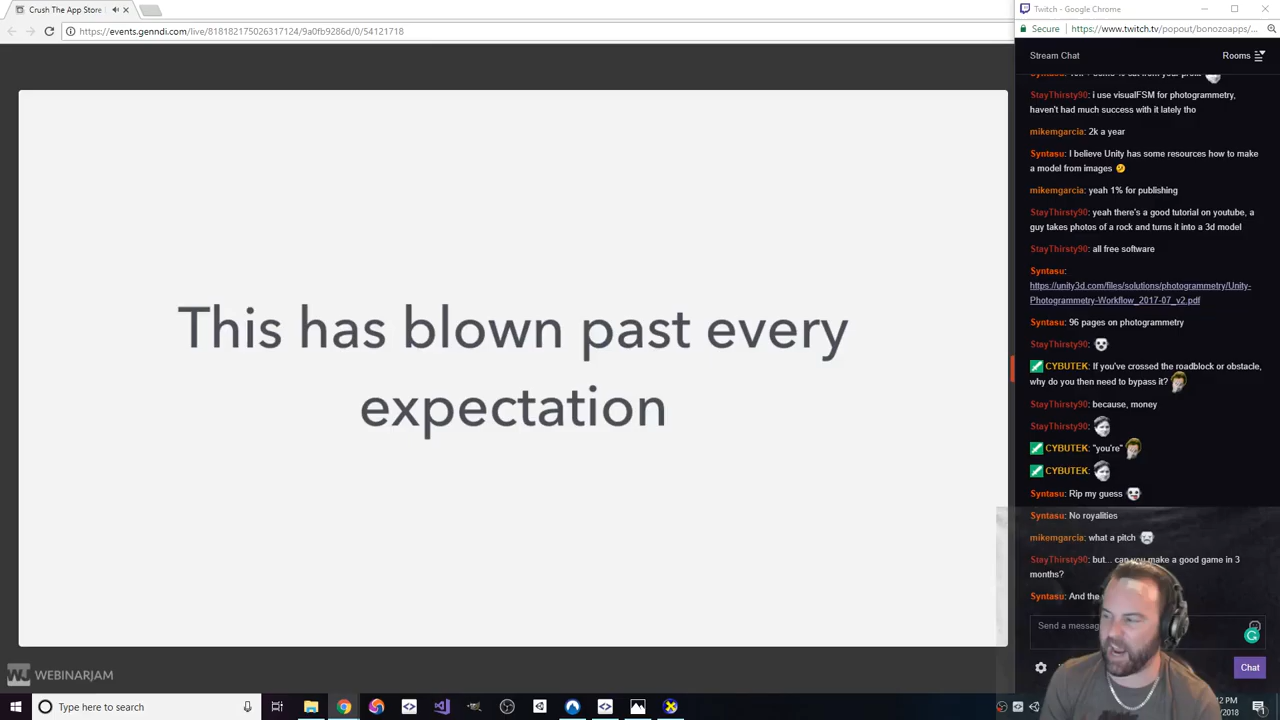 Crush The App Store
Twitch - Google Chrome
https://events.genndi.com/live/818182175026317124/9a0fb9286d/0/54121718
Secure
https://www.twitch.tv/popout/bonozoapps/...
Stream Chat
Rooms
StayThirsty90: i use visualFSM for photogrammetry,
haven't had much success with it lately tho
mikemgarcia: 2k a year
Syntasu: I believe Unity has some resources how to make
a model from images
mikemgarcia: yeah 1% for publishing
StayThirsty90: yeah there's a good tutorial on youtube, a
guy takes photos of a rock and turns it into a 3d model
StayThirsty90: all free software
Syntasu:
https://unity3d.com/files/solutions/photogrammetry/Unity-
Photogrammetry-Workflow_2017-07_v2.pdf
Syntasu: 96 pages on photogrammetry
StayThirsty90:
CYBUTEK: If you've crossed the roadblock or obstacle,
why do you then need to bypass it?
StayThirsty90: because, money
StayThirsty90:
CYBUTEK: "you're"
CYBUTEK:
Syntasu: Rip my guess
Syntasu: No royalities
mikemgarcia: what a pitch
StayThirsty90: but... can you make a good game in 3
months?
Syntasu: And the
Send a messag
Chat
This has blown past every
expectation
WJ WEBINARJAM
Type here to search